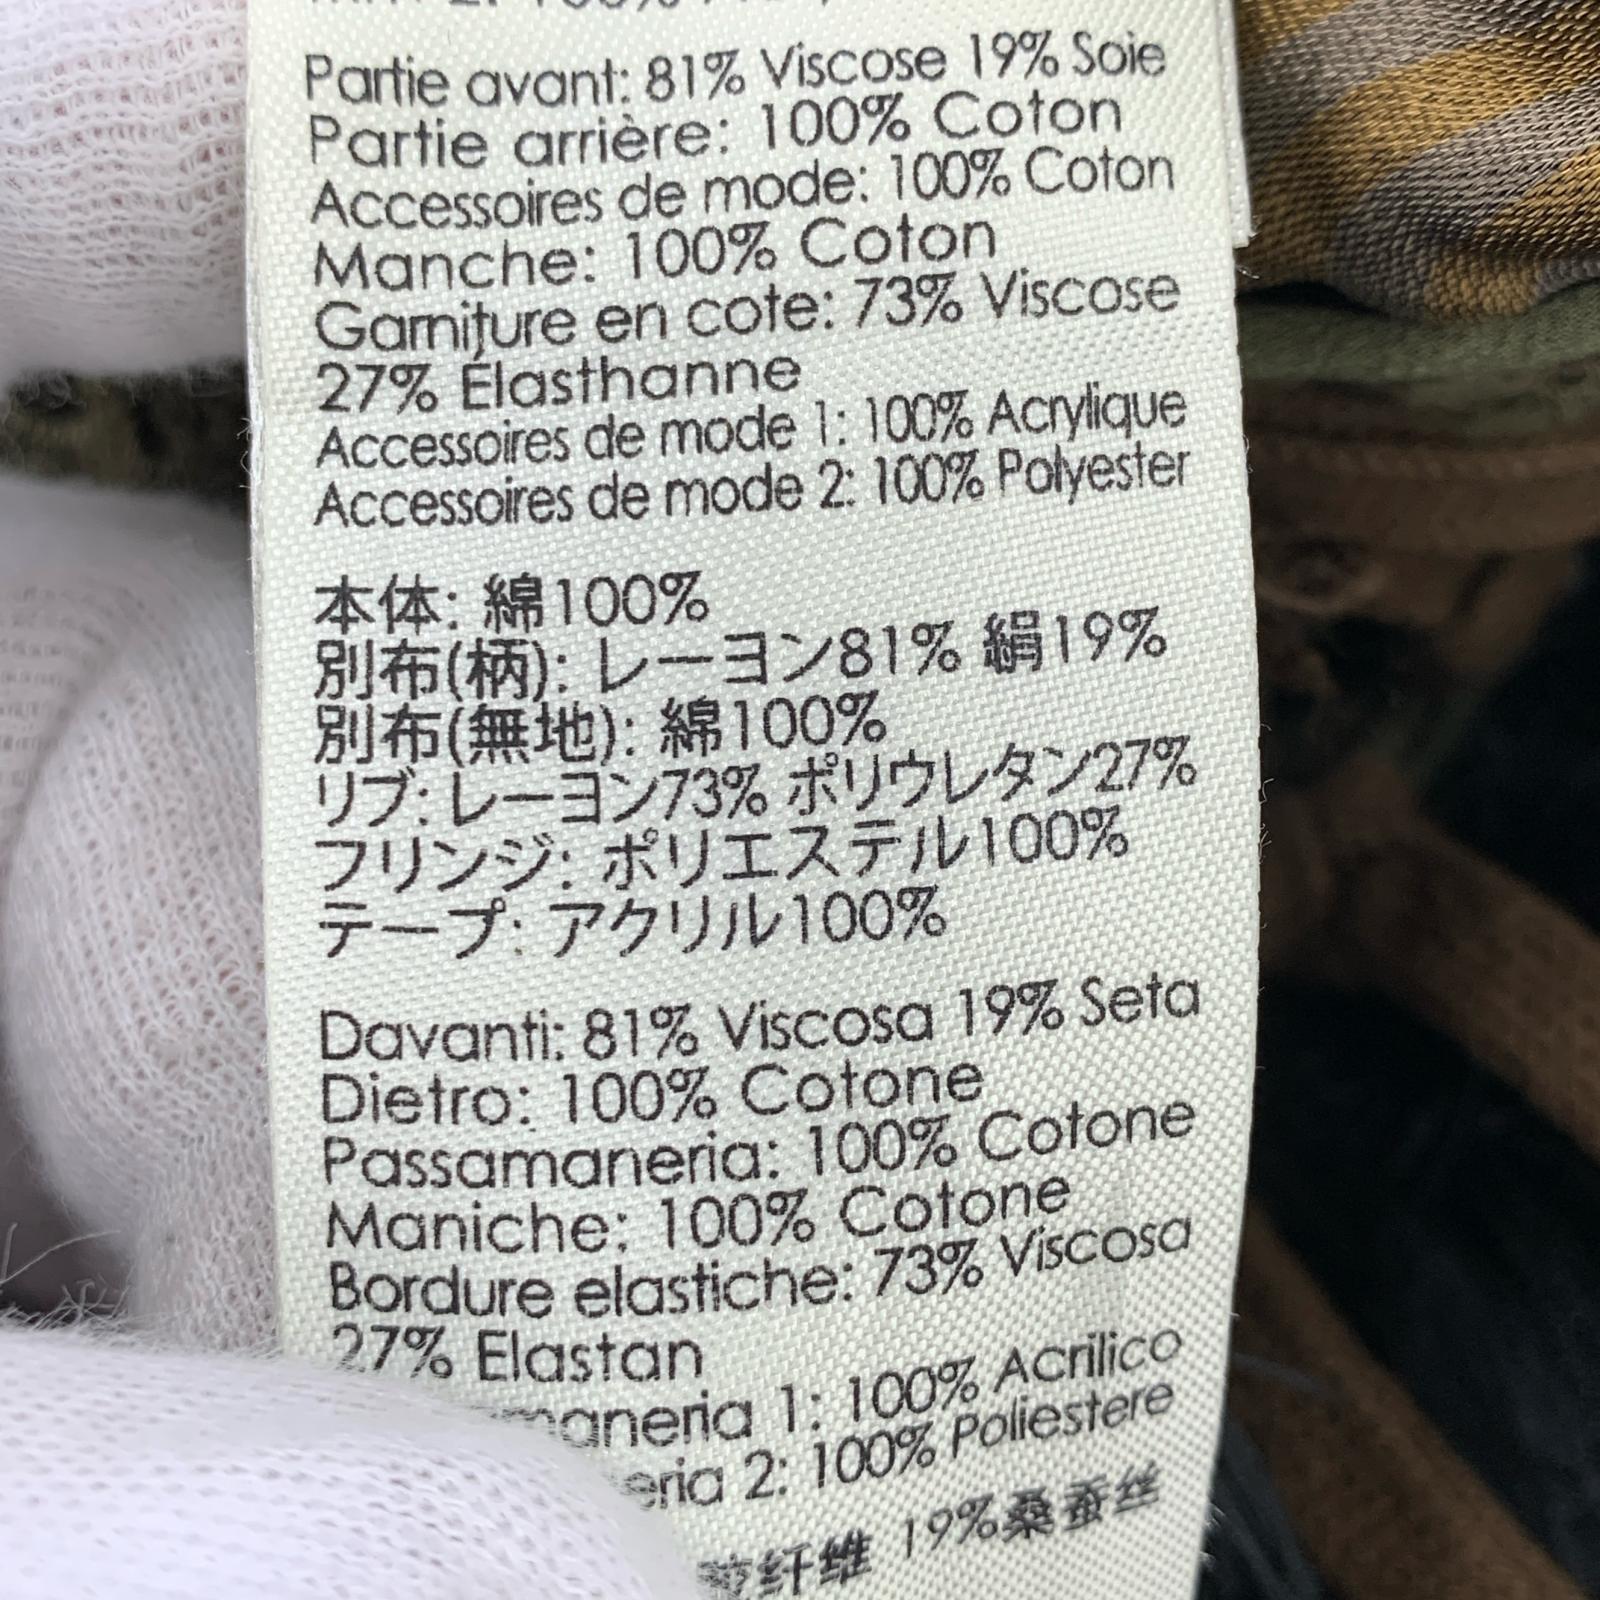 Partie avant: 81% Viscose 19% Soie
Partie arrière: 100% Coton
Accessoires de mode: 100% Coton
Manche: 100% Coton
Garniture en cote: 73% Viscose
27% Élasthanne
Accessoires de mode 1: 100% Acrylique
Accessoires de mode 2: 100% Polyester
本体: 綿100%
別布(柄): レーヨン81% 絹19%
別布(無地): 綿100%
リブ: レーヨン73% ポリウレタン27%
フリンジ: ポリエステル100%
テープ: アクリル100%
Davanti: 81% Viscosa 19% Seta
Dietro: 100% Cotone
Passamaneria: 100% Cotone
Maniche: 100% Cotone
Bordure elastiche: 73% Viscosa
27% Elastan
maneria 1: 100% Acrilico
eria 2: 100% Poliestere
纤维 19%桑蚕丝